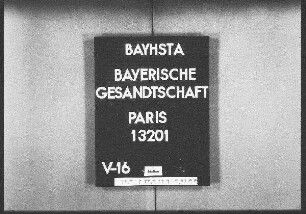 BAYHSTA
BAYERISCHE
GESANDTSCHAFT
PARIS
13201
V-16